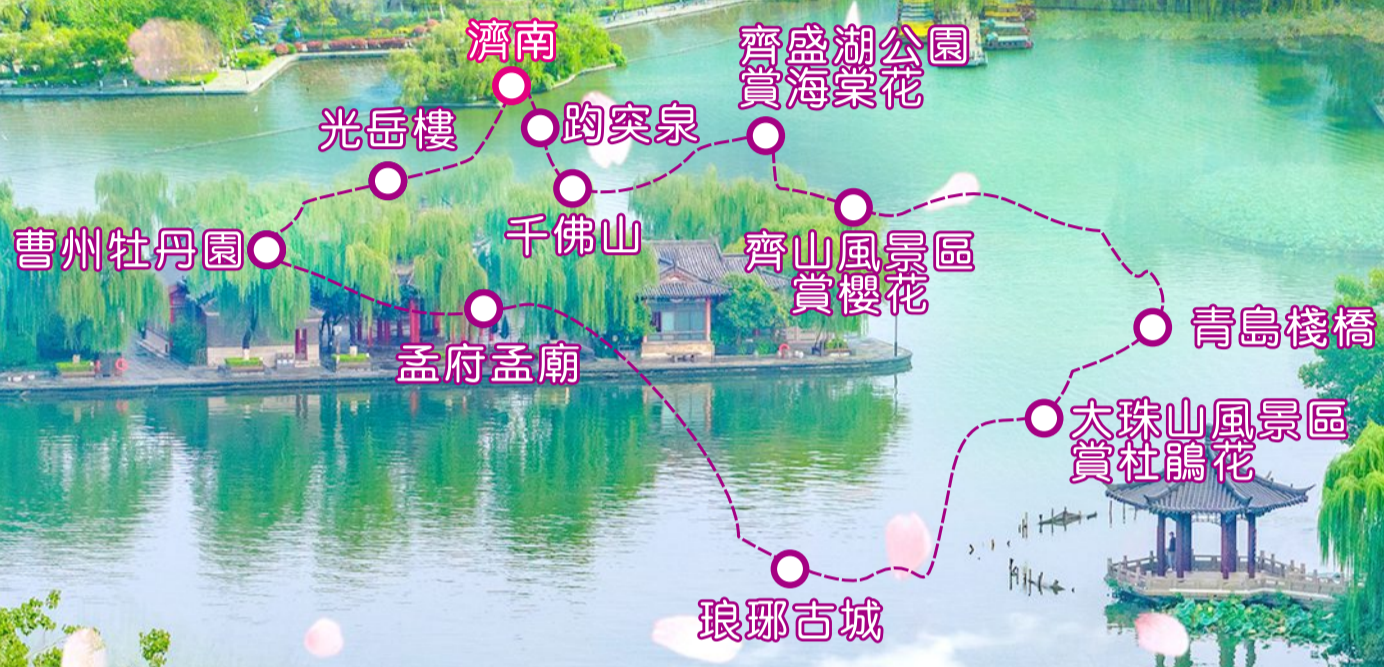 濟南
齊盛湖公園
賞海棠花
光岳樓
趵突泉
千佛山
曹州牡丹園
齊山風景區
賞櫻花
青島棧橋
孟府孟廟
大珠山風景區
賞杜鵑花
琅琊古城